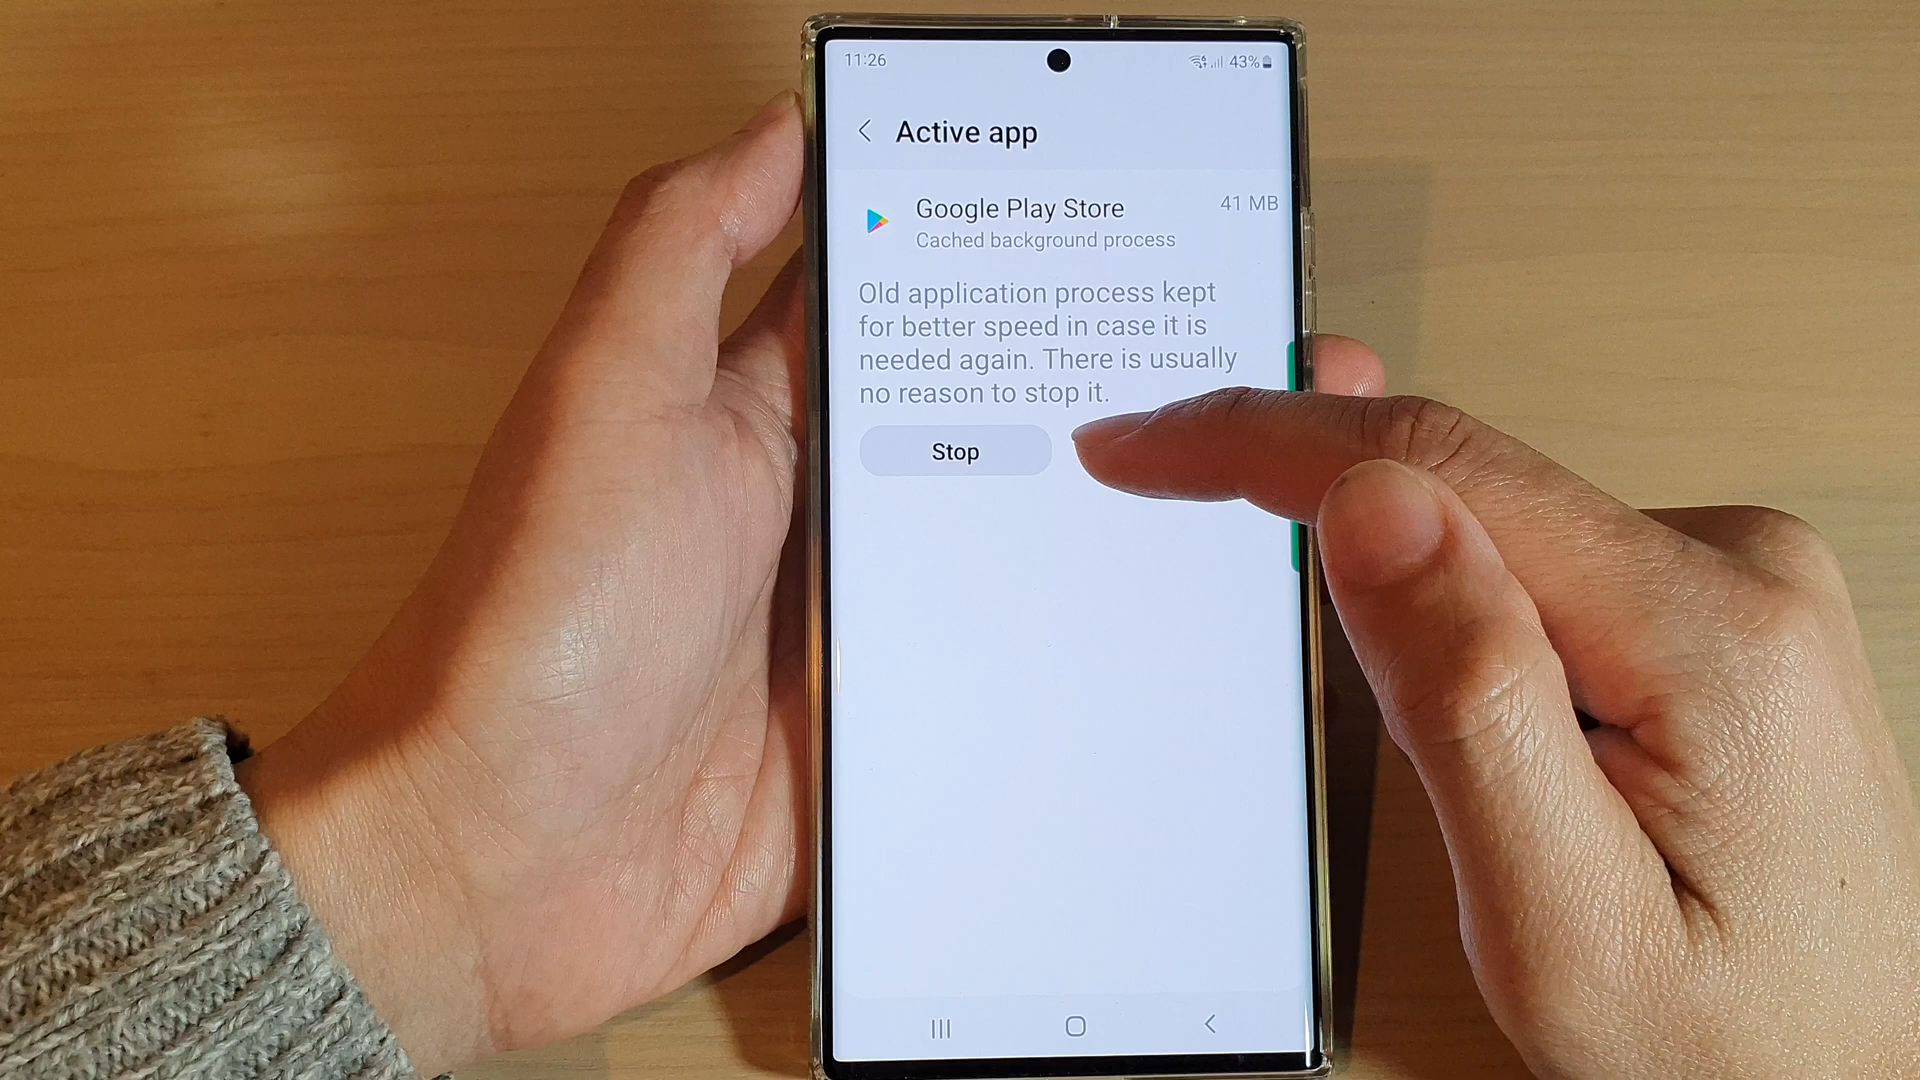 11:26
43%
Active app
Google Play Store
41 MB
Cached background process
Old application process kept
for better speed in case it is
needed again. There is usually
no reason to stop it.
Stop